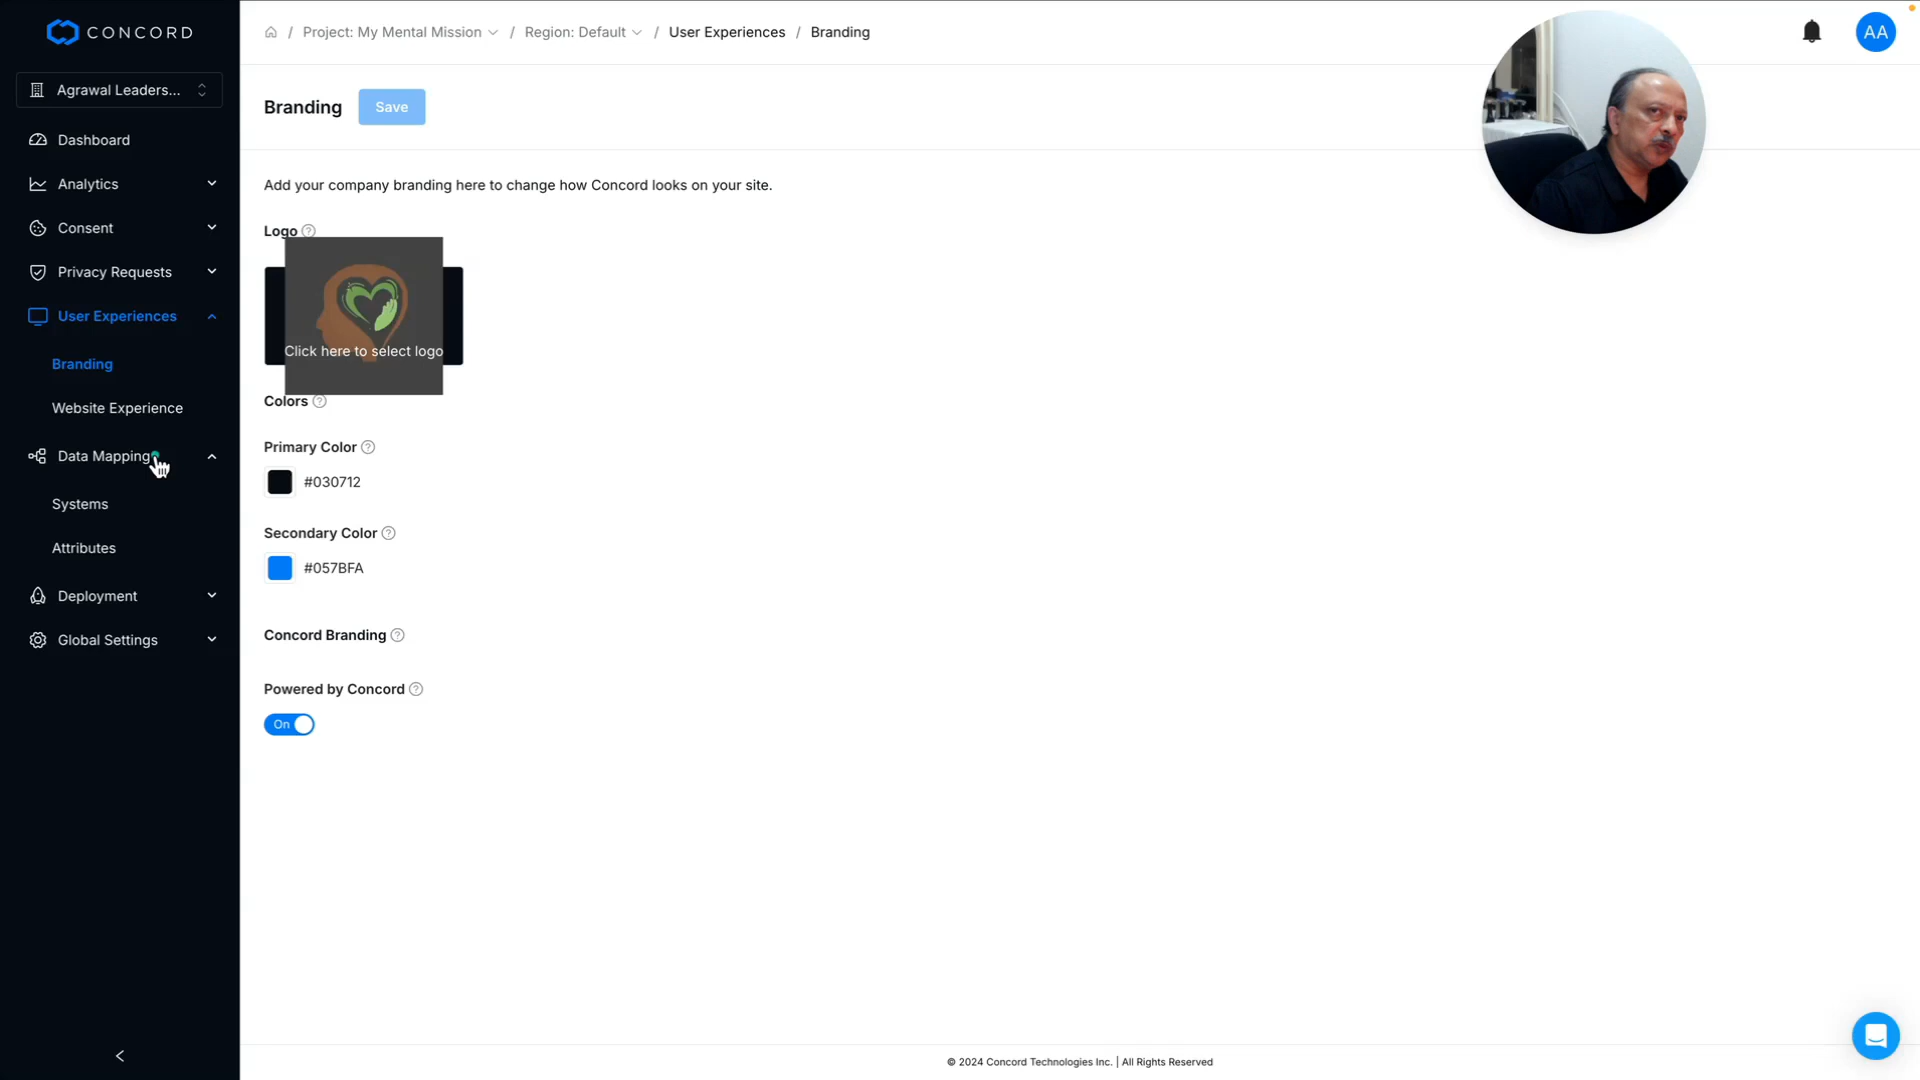 CONCORD
Agrawal Leaders...
Dashboard
Analytics
Consent
Privacy Requests
User Experiences
Branding
Website Experience
Data Mapping
Systems
Attributes
Deployment
Global Settings
/ Project: My Mental Mission / Region: Default / User Experiences / Branding
AA
Branding
Save
Add your company branding here to change how Concord looks on your site.
Logo
Click here to select logo
Colors
Primary Color
#030712
Secondary Color
#057BFA
Concord Branding
Powered by Concord
On
© 2024 Concord Technologies Inc. | All Rights Reserved